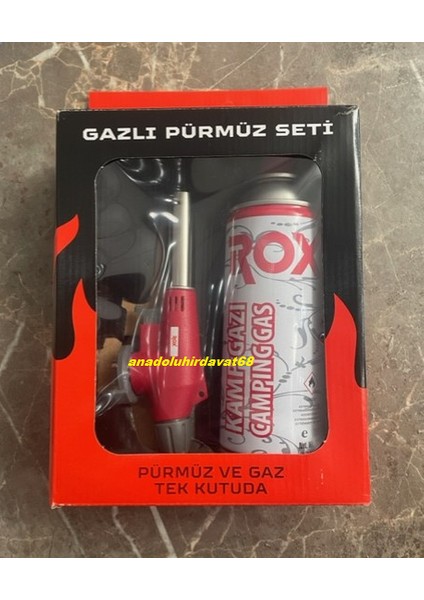 GAZLI PÜRMÜZ SETİ
ROX
KAMP GAZI
CAMPING GAS
anadoluhirdavat68
PÜRMÜZ VE GAZ
TEK KUTUDA